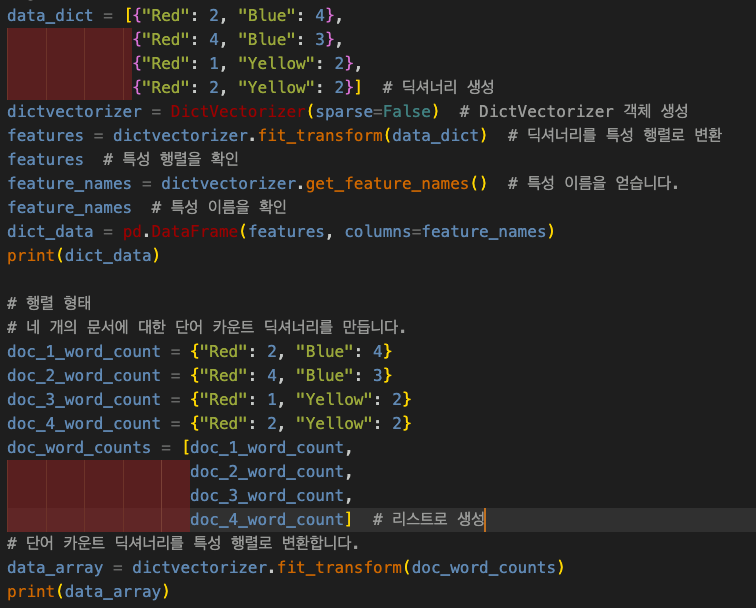 data_dict = [{"Red": 2, "Blue": 4},
{"Red": 4, "Blue": 3},
{"Red": 1, "Yellow": 2},
{"Red": 2, "Yellow": 2}]  # 딕셔너리 생성
dictvectorizer = DictVectorizer(sparse=False)  # DictVectorizer 객체 생성
features = dictvectorizer.fit_transform(data_dict)  # 딕셔너리를 특성 행렬로 변환
features  # 특성 행렬을 확인
feature_names = dictvectorizer.get_feature_names()  # 특성 이름을 얻습니다.
feature_names  # 특성 이름을 확인
dict_data = pd.DataFrame(features, columns=feature_names)
print(dict_data)
# 행렬 형태
# 네 개의 문서에 대한 단어 카운트 딕셔너리를 만듭니다.
doc_1_word_count = {"Red": 2, "Blue": 4}
doc_2_word_count = {"Red": 4, "Blue": 3}
doc_3_word_count = {"Red": 1, "Yellow": 2}
doc_4_word_count = {"Red": 2, "Yellow": 2}
doc_word_counts = [doc_1_word_count,
doc_2_word_count,
doc_3_word_count,
doc_4_word_count]  # 리스트로 생성
# 단어 카운트 딕셔너리를 특성 행렬로 변환합니다.
data_array = dictvectorizer.fit_transform(doc_word_counts)
print(data_array)